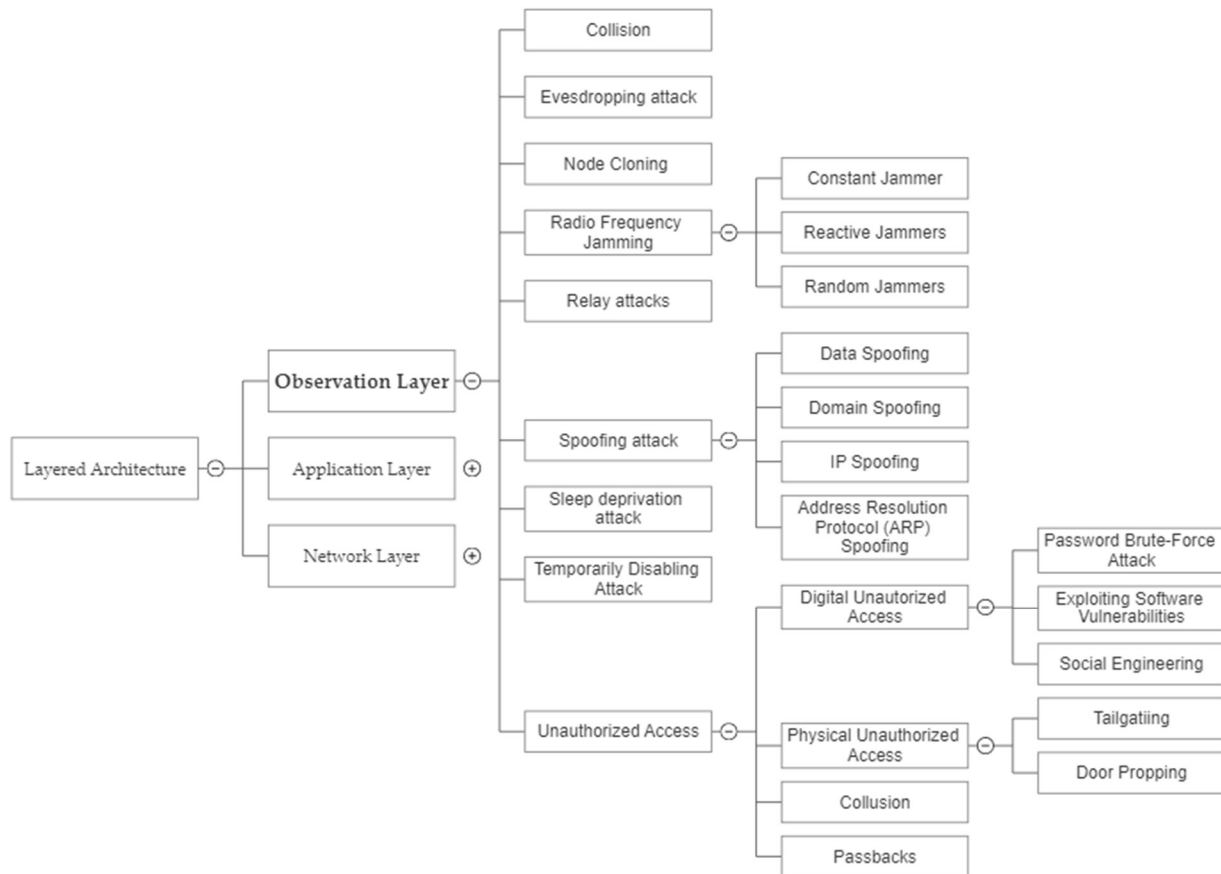 Layered Architecture
Observation Layer
Application Layer
Network Layer
Collision
Evesdropping attack
Node Cloning
Radio Frequency
Jamming
Constant Jammer
Reactive Jammers
Random Jammers
Relay attacks
Spoofing attack
Data Spoofing
Domain Spoofing
IP Spoofing
Address Resolution
Protocol (ARP)
Spoofing
Sleep deprivation
attack
Temporarily Disabling
Attack
Unauthorized Access
Digital Unautorized
Access
Password Brute-Force
Attack
Exploiting Software
Vulnerabilities
Social Engineering
Physical Unauthorized
Access
Tailgatiing
Door Propping
Collusion
Passbacks